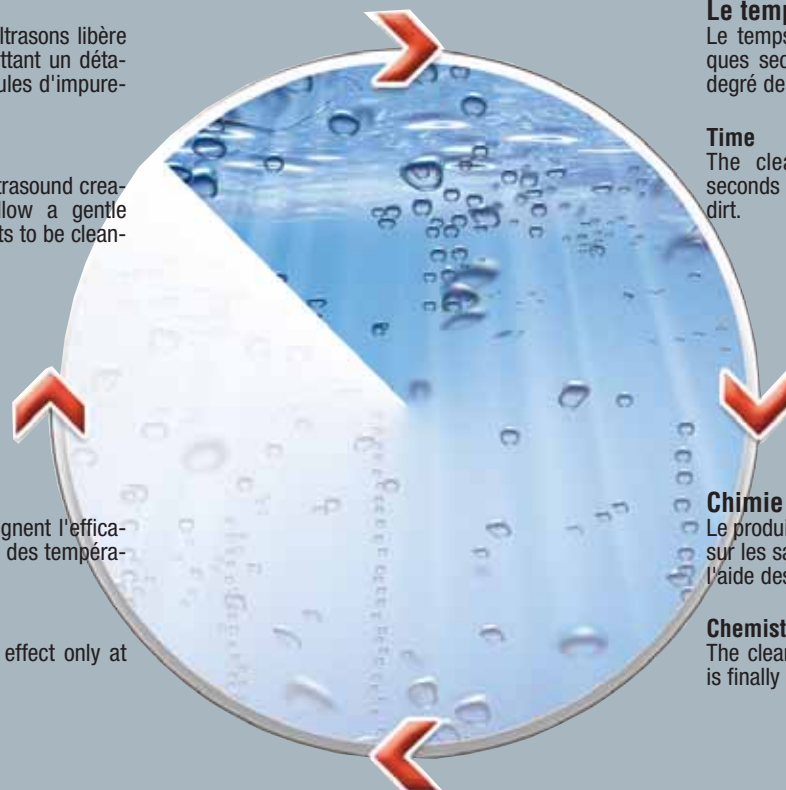 ltrasons libère
ttant un déta-
ules d'impure-
trasound crea-
llow a gentle
ts to be clean-
gnent l'effica-
des tempéra-
effect only at
Le temp
Le temps
ques sec
degré de
Time
The clea
seconds
dirt.
Chimie
Le produi
sur les sa
l'aide des
Chemist
The clear
is finally